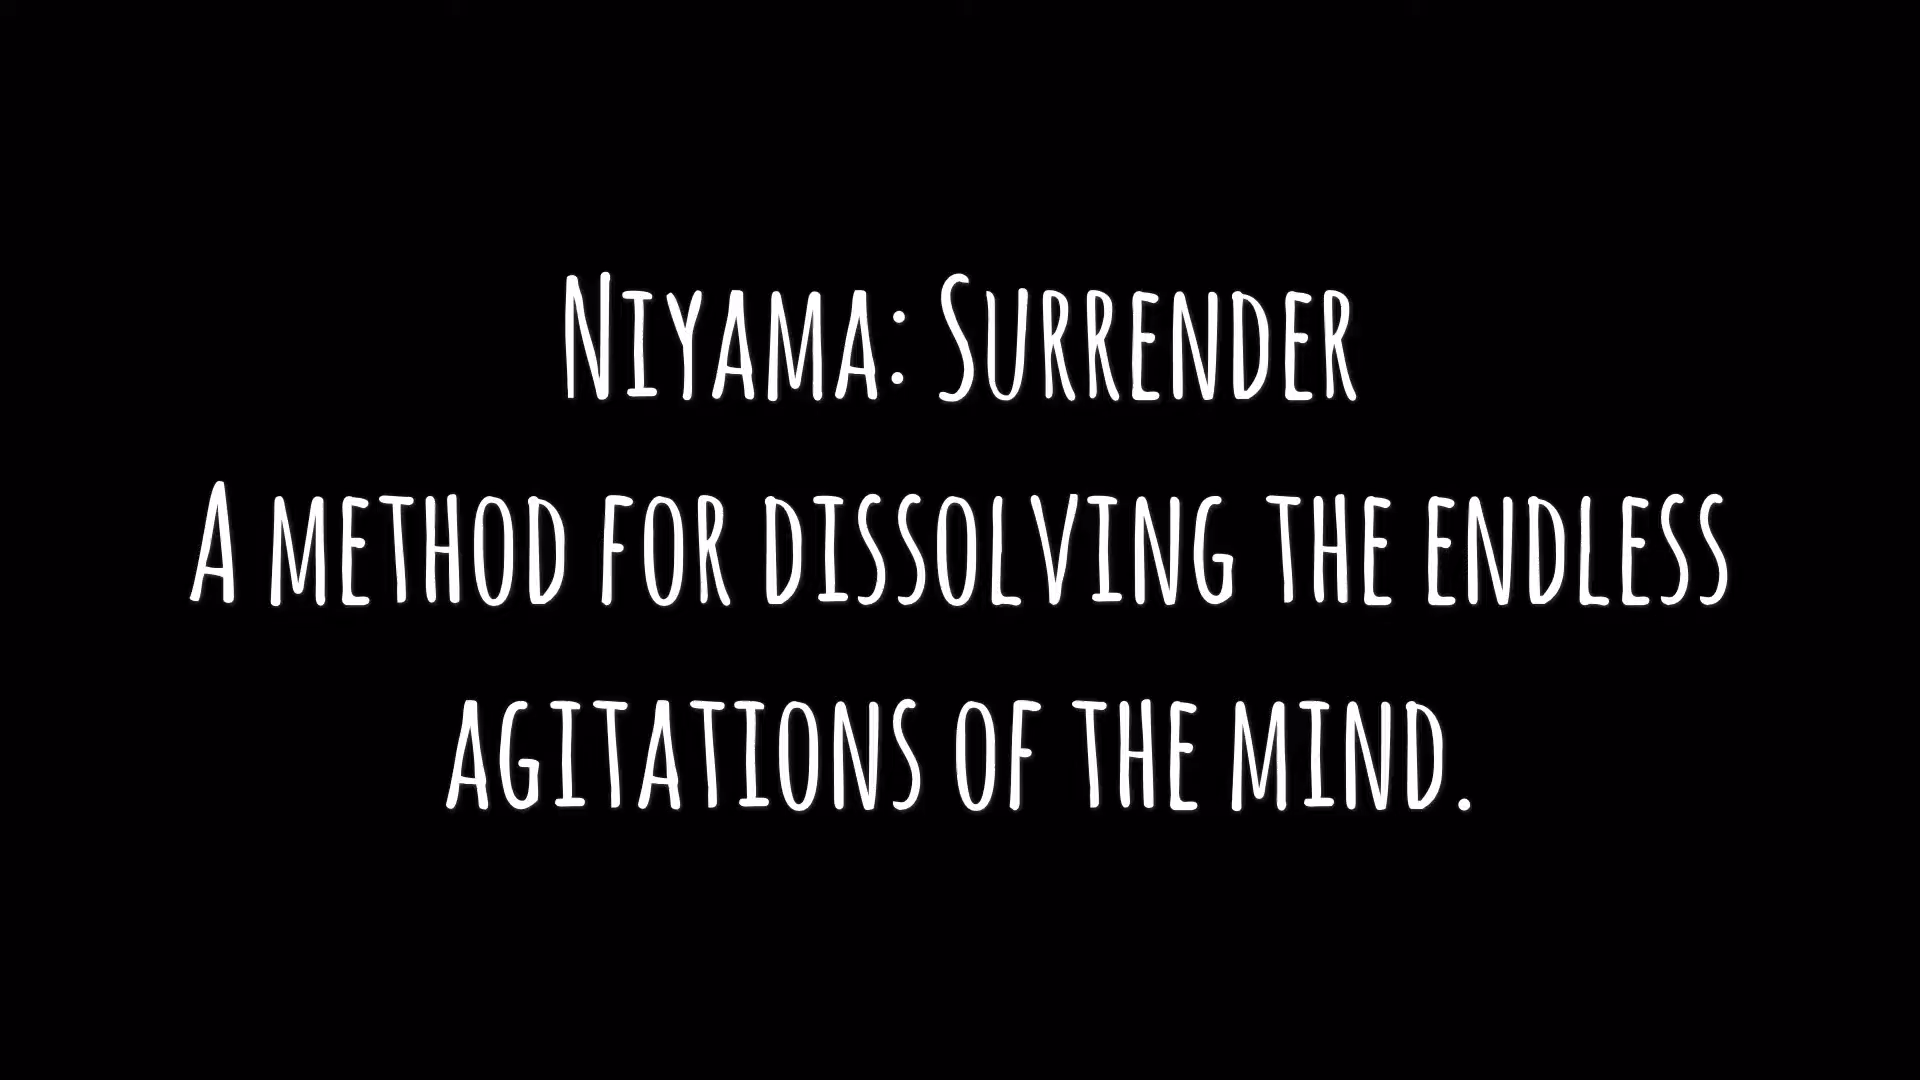 Niyama: Surrender
A method for dissolving the endless
agitations of the mind.